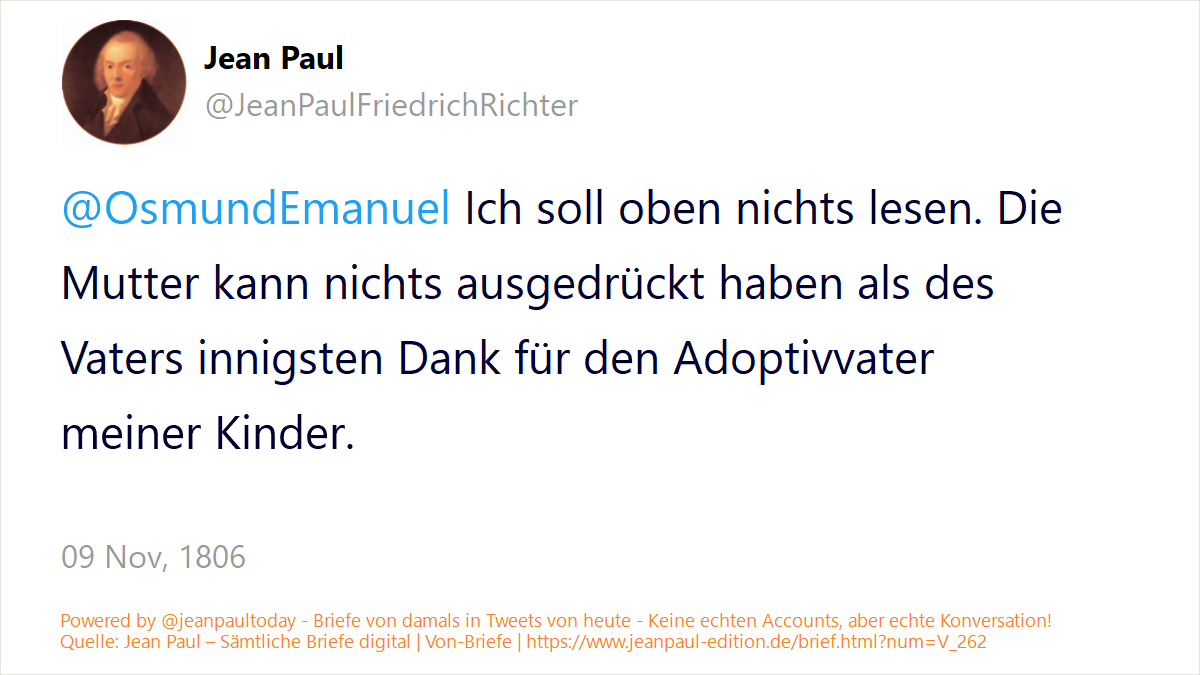 Jean Paul
@JeanPaulFriedrichRichter
@OsmundEmanuel Ich soll oben nichts lesen. Die
Mutter kann nichts ausgedrückt haben als des
Vaters innigsten Dank für den Adoptivvater
meiner Kinder.
09 Nov, 1806
Powered by @jeanpaultoday - Briefe von damals in Tweets von heute - Keine echten Accounts, aber echte Konversation!
Quelle: Jean Paul – Sämtliche Briefe digital | Von-Briefe | https://www.jeanpaul-edition.de/brief.html?num=V_262